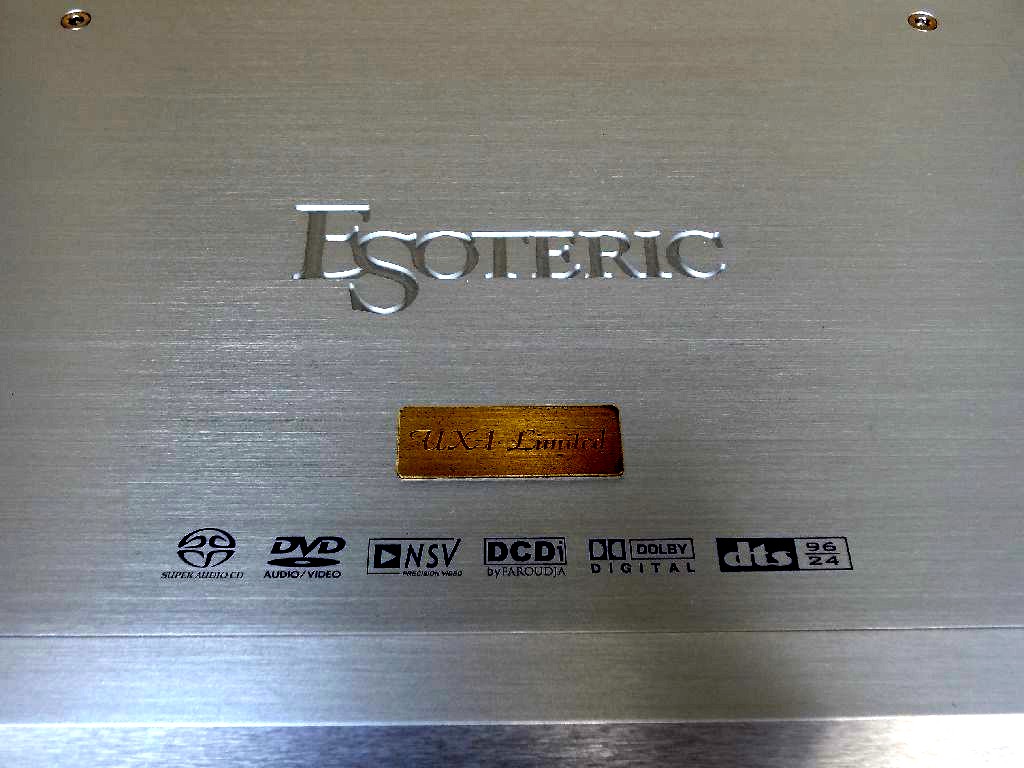 ESOTERIC
UX-1 Limited
SUPER AUDIO CD
DVD
AUDIO/VIDEO
NSV
PRECISION VIDEO
DCDi
by FAROUDJA
DOLBY
DIGITAL
dts 96
24